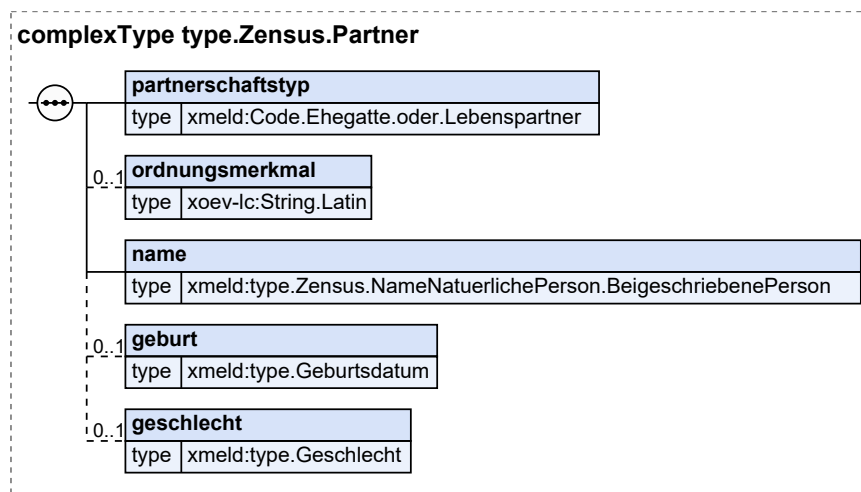 complexType type.Zensus.Partner
partnerschaftstyp
type xmeld:Code.Ehegatte.oder.Lebenspartner
0..1 ordnungsmerkmal
type xoev-lc:String.Latin
name
type xmeld:type.Zensus.NameNatuerlichePerson.BeigeschriebenePerson
0..1 geburt
type xmeld:type.Geburtsdatum
0..1 geschlecht
type xmeld:type.Geschlecht